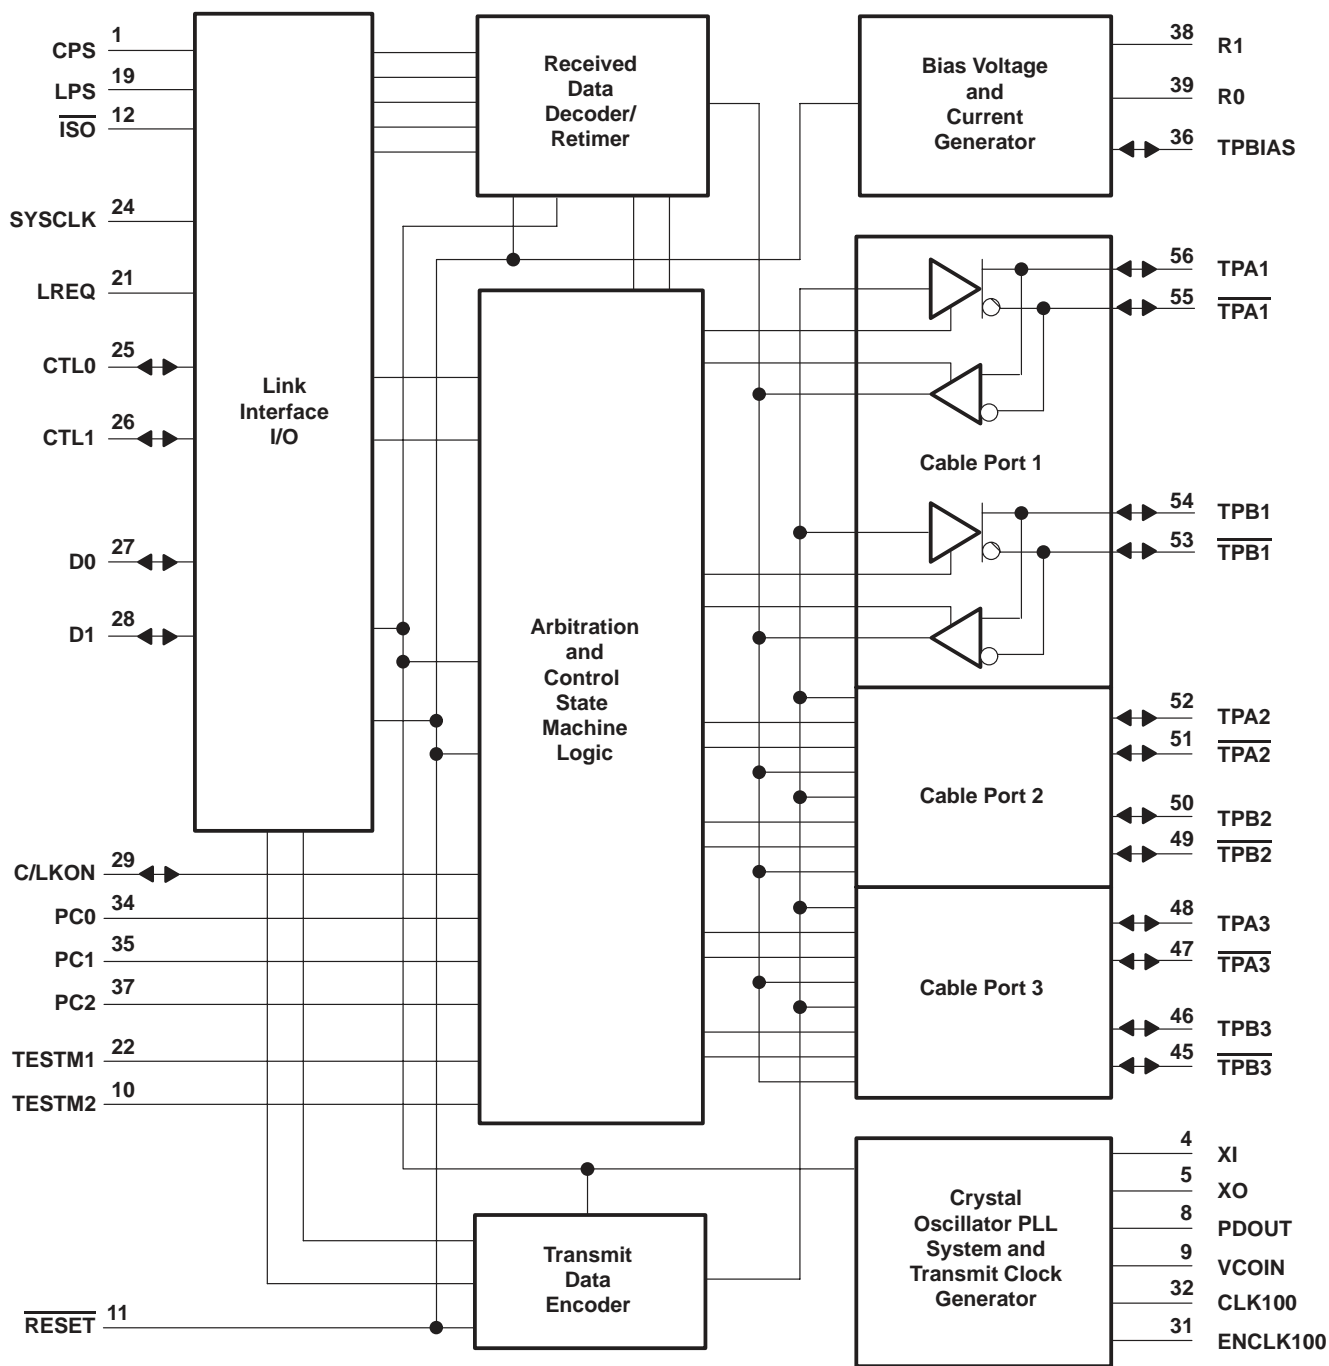 CPS 1
LPS 19
ISO 12
SYSCLK 24
LREQ 21
CTL0 25
CTL1 26
D0 27
D1 28
C/LKON 29
PC0 34
PC1 35
PC2 37
TESTM1 22
TESTM2 10
RESET 11
Link
Interface
I/O
Received
Data
Decoder/
Retimer
Arbitration
and
Control
State
Machine
Logic
Transmit
Data
Encoder
Bias Voltage
and
Current
Generator
38 R1
39 R0
36 TPBIAS
Cable Port 1
56 TPA1
55 TPA1
54 TPB1
53 TPB1
Cable Port 2
52 TPA2
51 TPA2
50 TPB2
49 TPB2
Cable Port 3
48 TPA3
47 TPA3
46 TPB3
45 TPB3
Crystal
Oscillator PLL
System and
Transmit Clock
Generator
4 XI
5 XO
8 PDOUT
9 VCOIN
32 CLK100
31 ENCLK100